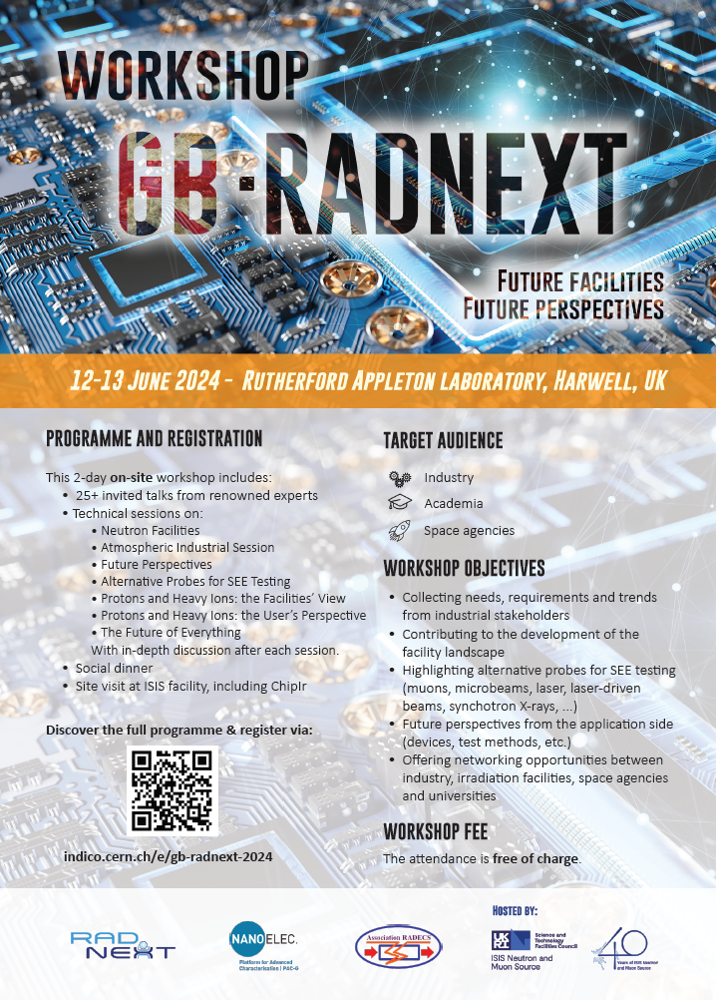 WORKSHOP
GB·RADNEXT
FUTURE FACILITIES
FUTURE PERSPECTIVES
12-13 JUNE 2024 - RUTHERFORD APPLETON LABORATORY, HARWELL, UK
PROGRAMME AND REGISTRATION
This 2-day on-site workshop includes:
• 25+ invited talks from renowned experts
• Technical sessions on:
• Neutron Facilities
• Atmospheric Industrial Session
• Future Perspectives
• Alternative Probes for SEE Testing
• Protons and Heavy Ions: the Facilities' View
• Protons and Heavy Ions: the User's Perspective
• The Future of Everything
With in-depth discussion after each session.
• Social dinner
• Site visit at ISIS facility, including ChipIr
Discover the full programme & register via:
indico.cern.ch/e/gb-radnext-2024
TARGET AUDIENCE
Industry
Academia
Space agencies
WORKSHOP OBJECTIVES
• Collecting needs, requirements and trends
from industrial stakeholders
• Contributing to the development of the
facility landscape
• Highlighting alternative probes for SEE testing
(muons, microbeams, laser, laser-driven
beams, synchotron X-rays, ...)
• Future perspectives from the application side
(devices, test methods, etc.)
• Offering networking opportunities between
industry, irradiation facilities, space agencies
and universities
WORKSHOP FEE
The attendance is free of charge.
HOSTED BY:
RAD
NEXT
NANOELEC.
Platform for Advanced
Characterisation | PAC-G
Association RADECS
UK
RI
Science and
Technology
Facilities Council
ISIS Neutron and
Muon Source
40
Years of ISIS Neutron
and Muon Source